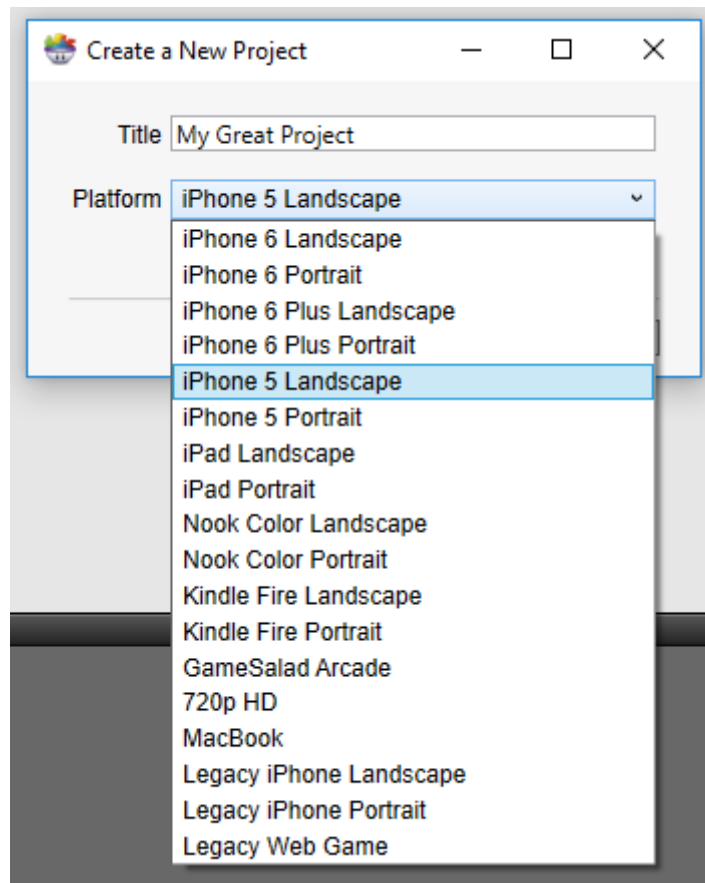 Create a New Project
Title My Great Project
Platform iPhone 5 Landscape
iPhone 6 Landscape
iPhone 6 Portrait
iPhone 6 Plus Landscape
iPhone 6 Plus Portrait
iPhone 5 Landscape
iPhone 5 Portrait
iPad Landscape
iPad Portrait
Nook Color Landscape
Nook Color Portrait
Kindle Fire Landscape
Kindle Fire Portrait
GameSalad Arcade
720p HD
MacBook
Legacy iPhone Landscape
Legacy iPhone Portrait
Legacy Web Game